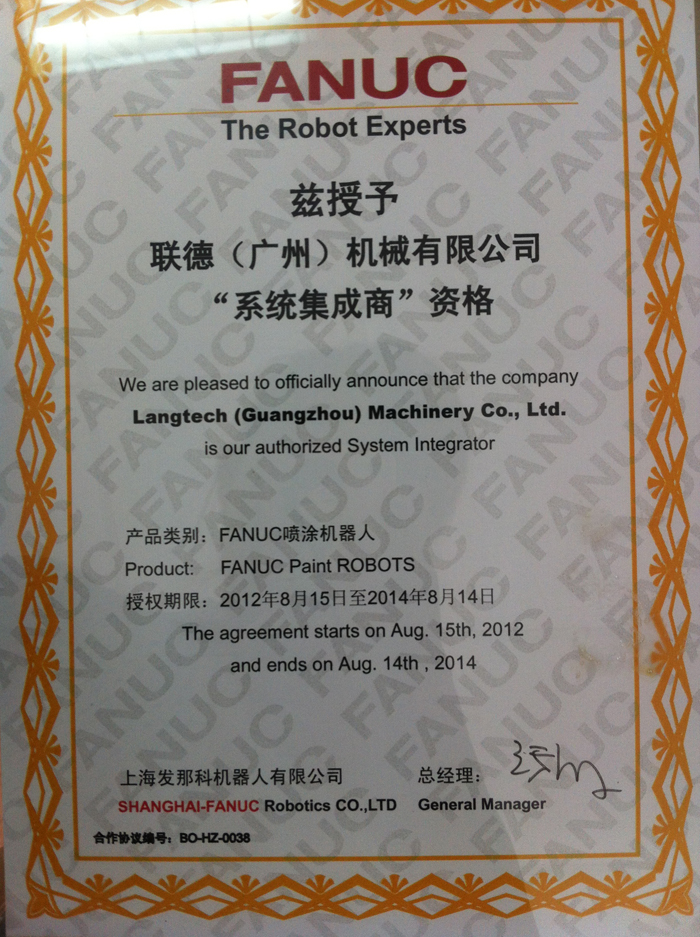 FANUC
The Robot Experts
兹授予
联德（广州）机械有限公司
“系统集成商”资格
We are pleased to officially announce that the company
Langtech (Guangzhou) Machinery Co., Ltd.
is our authorized System Integrator
产品类别：FANUC喷涂机器人
Product: FANUC Paint ROBOTS
授权期限：2012年8月15日至2014年8月14日
The agreement starts on Aug. 15th, 2012
and ends on Aug. 14th , 2014
上海发那科机器人有限公司 总经理：
SHANGHAI-FANUC Robotics CO.,LTD General Manager
合作协议编号：BO-HZ-0038